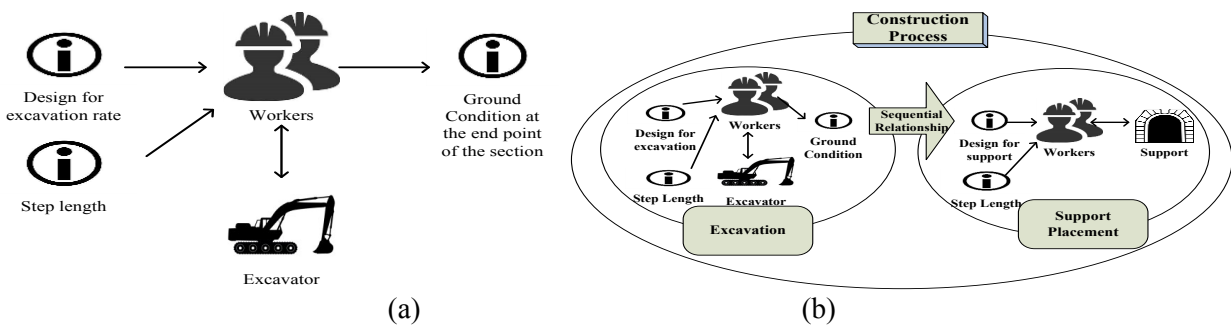 Design for
excavation rate
Step length
Workers
Excavator
Ground
Condition at
the end point
of the section
(a)
Construction
Process
Design for
excavation
Step Length
Workers
Excavator
Ground
Condition
Excavation
Sequential
Relationship
Design for
support
Step Length
Workers
Support
Support
Placement
(b)